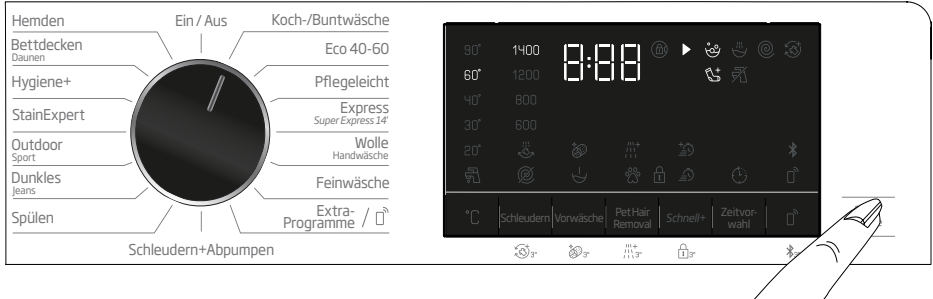 Hemden
Bettdecken
Daunen
Hygiene+
StainExpert
Outdoor
Sport
Dunkles
Jeans
Spülen
Ein / Aus
Schleudern+Abpumpen
Koch-/Buntwäsche
Eco 40-60
Pflegeleicht
Express
Super Express 14'
Wolle
Handwäsche
Feinwäsche
Extra-
Programme /
90° 1400 8:88
60° 1200
40° 800
30° 600
20°
°C Schleudern Vorwäsche Pet Hair Removal Schnell+ Zeitvor-wahl
3" 3" 3" 3" 3"